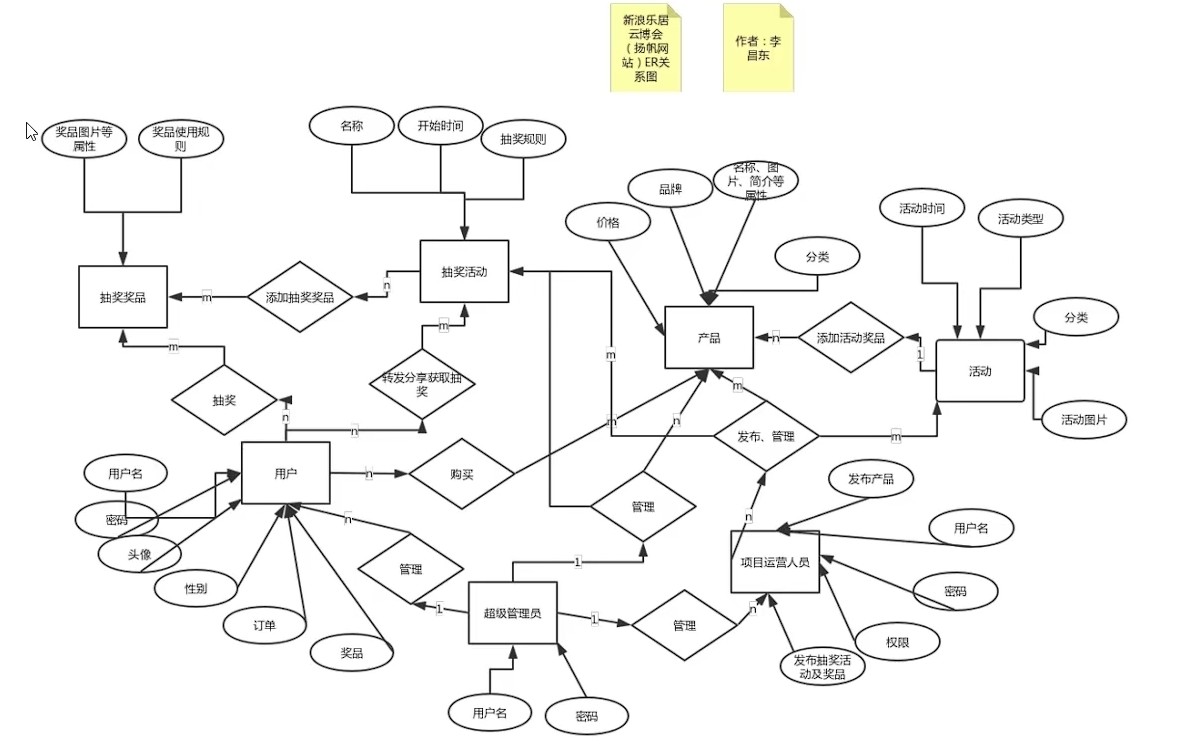 新浪乐居
云博会
（扬帆网
站）ER关
系图
作者：李
昌东
奖品图片等
属性
奖品使用规
则
名称
开始时间
抽奖规则
品牌
名称、图
片、简介等
属性
价格
分类
活动时间
活动类型
抽奖奖品
m
添加抽奖奖品
n
抽奖活动
产品
n
添加活动奖品
1
活动
分类
活动图片
m
抽奖
n
n
m
转发分享获取抽
奖
m
m
n
n
m
发布、管理
m
用户名
密码
头像
性别
订单
奖品
用户
n
购买
管理
n
管理
1
1
超级管理员
1
管理
n
n
项目运营人员
发布产品
用户名
密码
权限
发布抽奖活
动及奖品
用户名
密码